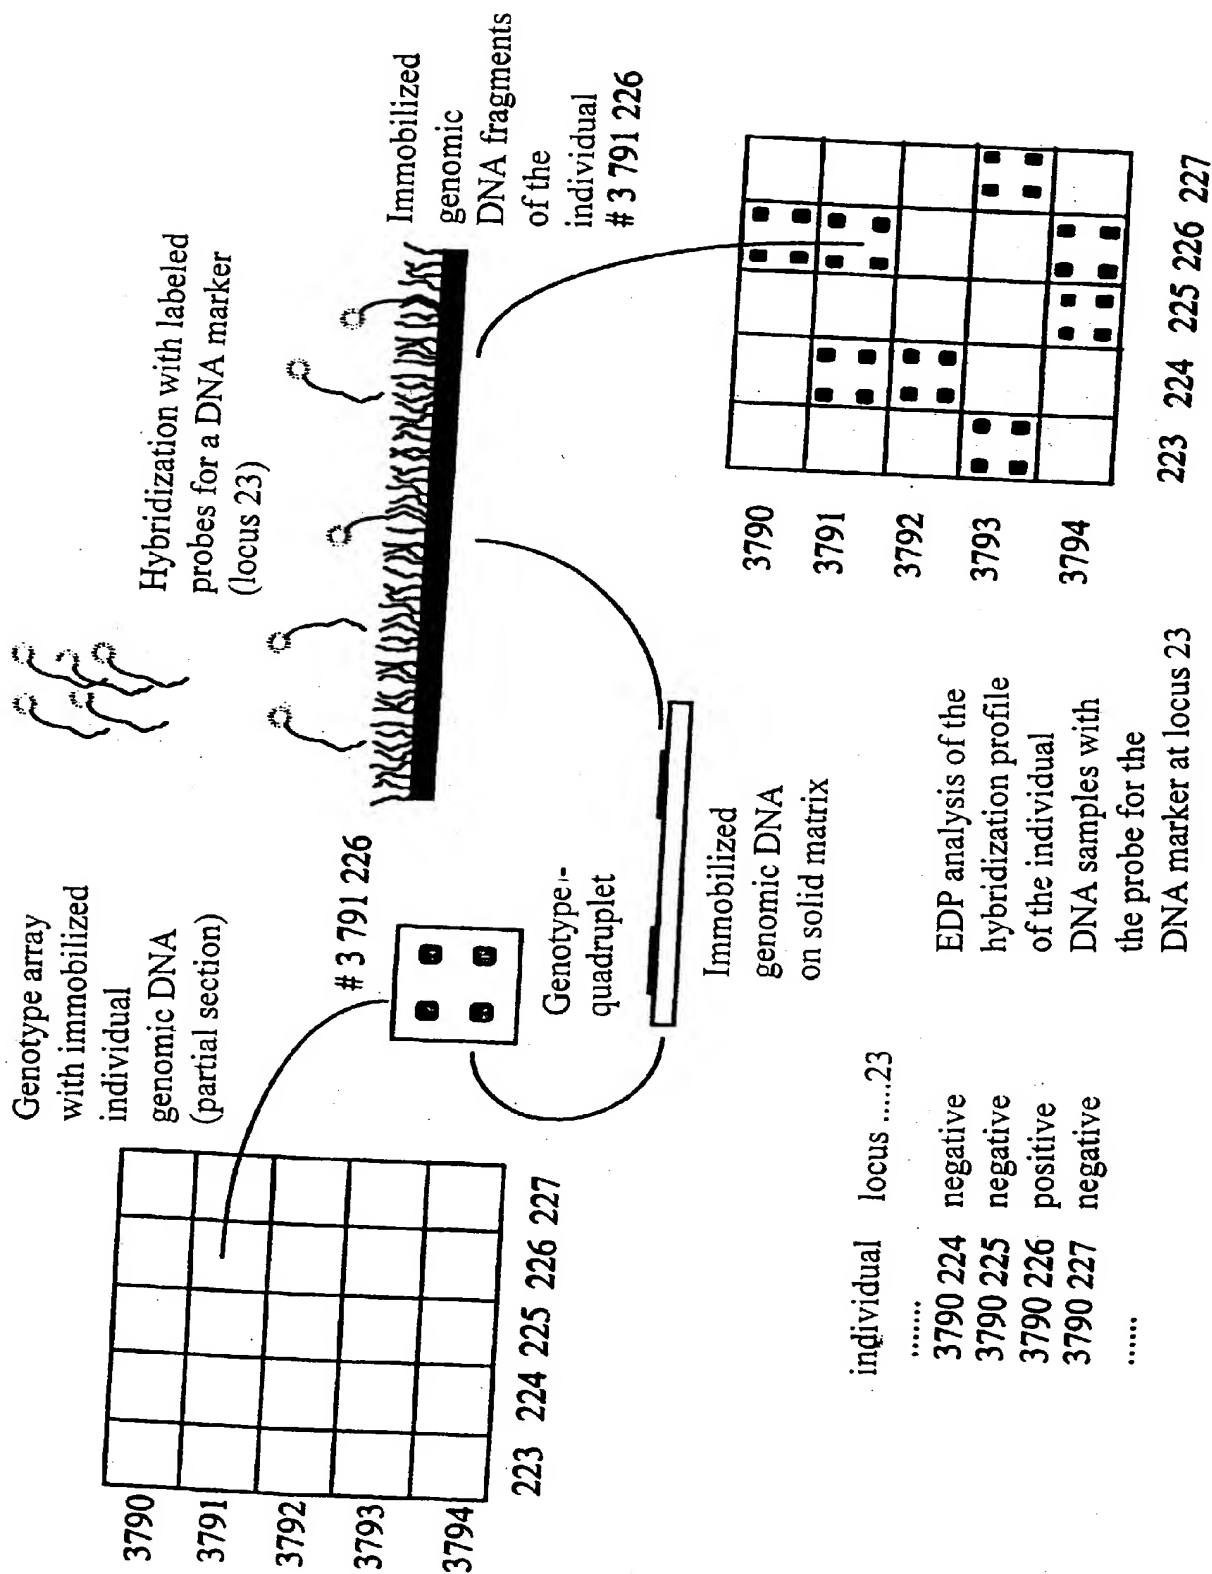 Genotype array
with immobilized
individual
genomic DNA
(partial section)
3790
3791
3792
3793
3794
223 224 225 226 227
# 3 791 226
Genotype-
quadruplet
Immobilized
genomic DNA
on solid matrix
Hybridization with labeled
probes for a DNA marker
(locus 23)
Immobilized
genomic
DNA fragments
of the
individual
# 3 791 226
3790
3791
3792
3793
3794
223 224 225 226 227
individual locus .....23
......
3790 224 negative
3790 225 negative
3790 226 positive
3790 227 negative
.....
EDP analysis of the
hybridization profile
of the individual
DNA samples with
the probe for the
DNA marker at locus 23